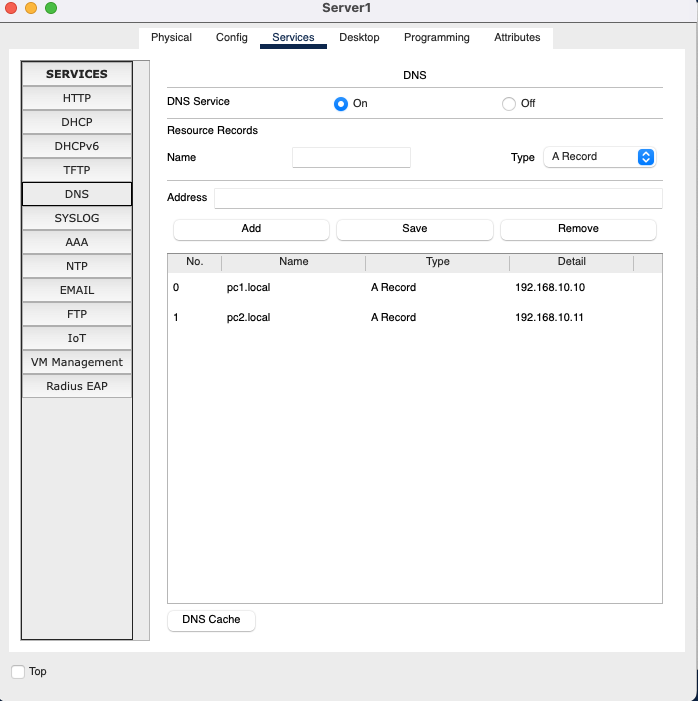 Server1
Physical Config Services Desktop Programming Attributes
SERVICES
HTTP
DHCP
DHCPv6
TFTP
DNS
SYSLOG
AAA
NTP
EMAIL
FTP
IoT
VM Management
Radius EAP
DNS
DNS Service On Off
Resource Records
Name Type A Record
Address
Add Save Remove
No. Name Type Detail
0 pc1.local A Record 192.168.10.10
1 pc2.local A Record 192.168.10.11
DNS Cache
Top